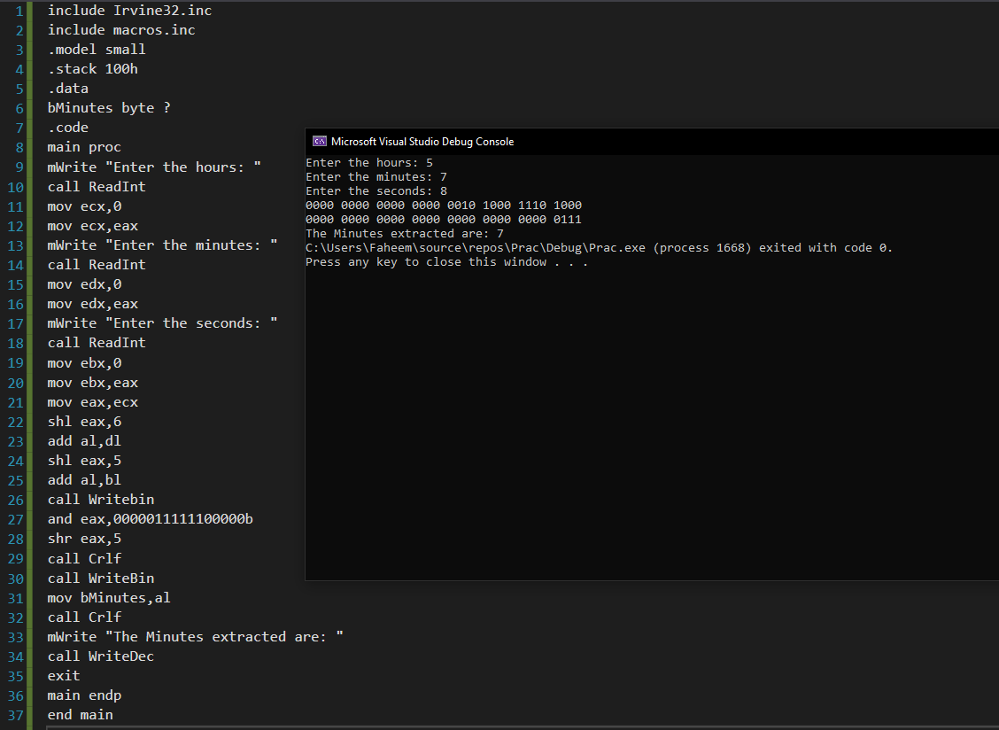 1 include Irvine32.inc
2 include macros.inc
3 .model small
4 .stack 100h
5 .data
6 bMinutes byte ?
7 .code
8 main proc
9 mWrite "Enter the hours: "
10 call ReadInt
11 mov ecx,0
12 mov ecx,eax
13 mWrite "Enter the minutes: "
14 call ReadInt
15 mov edx,0
16 mov edx,eax
17 mWrite "Enter the seconds: "
18 call ReadInt
19 mov ebx,0
20 mov ebx,eax
21 mov eax,ecx
22 shl eax,6
23 add al,dl
24 shl eax,5
25 add al,bl
26 call Writebin
27 and eax,0000011111100000b
28 shr eax,5
29 call Crlf
30 call WriteBin
31 mov bMinutes,al
32 call Crlf
33 mWrite "The Minutes extracted are: "
34 call WriteDec
35 exit
36 main endp
37 end main
Microsoft Visual Studio Debug Console
Enter the hours: 5
Enter the minutes: 7
Enter the seconds: 8
0000 0000 0000 0000 0010 1000 1110 1000
0000 0000 0000 0000 0000 0000 0000 0111
The Minutes extracted are: 7
C:\Users\Faheem\source\repos\Prac\Debug\Prac.exe (process 1668) exited with code 0.
Press any key to close this window . . .